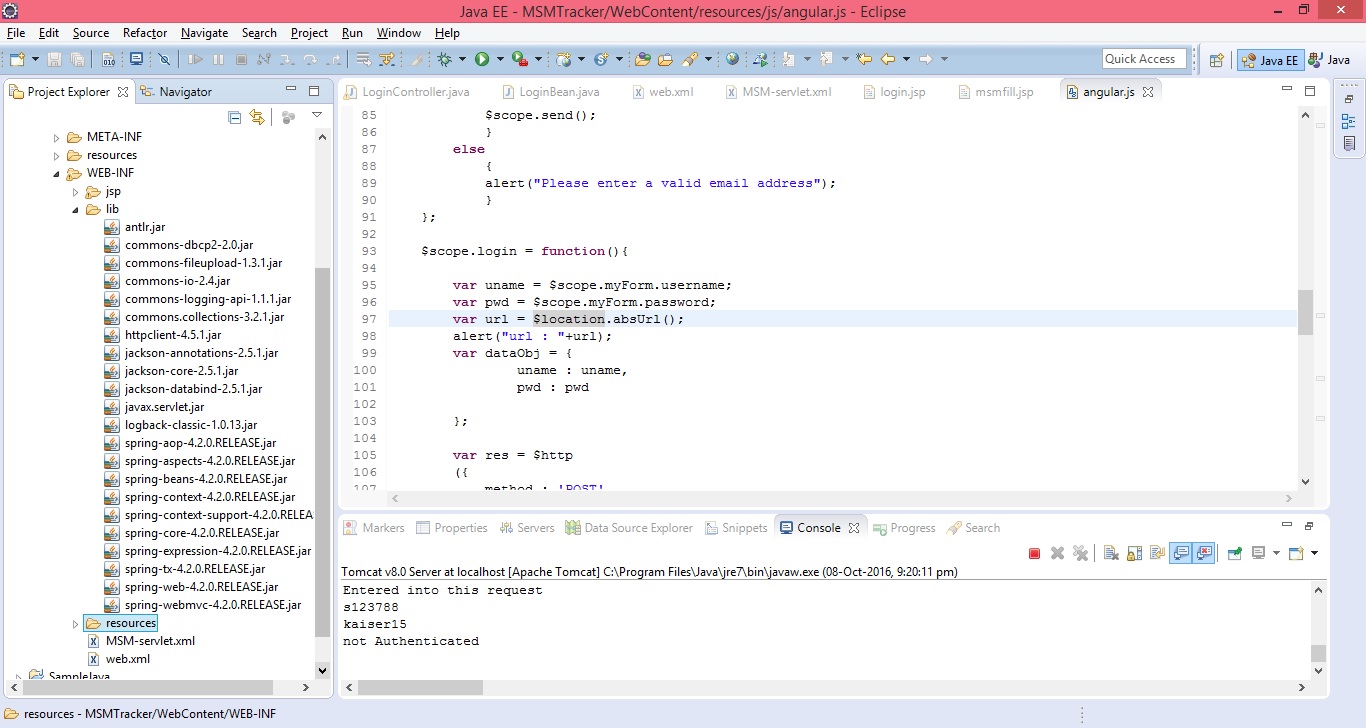 Java EE - MSMTracker/WebContent/resources/js/angular.js - Eclipse
File Edit Source Refactor Navigate Search Project Run Window Help
Quick Access
Java EE
Java
Project Explorer
Navigator
META-INF
resources
WEB-INF
jsp
lib
antlr.jar
commons-dbcp2-2.0.jar
commons-fileupload-1.3.1.jar
commons-io-2.4.jar
commons-logging-api-1.1.1.jar
commons.collections-3.2.1.jar
httpclient-4.5.1.jar
jackson-annotations-2.5.1.jar
jackson-core-2.5.1.jar
jackson-databind-2.5.1.jar
javax.servlet.jar
logback-classic-1.0.13.jar
spring-aop-4.2.0.RELEASE.jar
spring-aspects-4.2.0.RELEASE.jar
spring-beans-4.2.0.RELEASE.jar
spring-context-4.2.0.RELEASE.jar
spring-context-support-4.2.0.RELEA
spring-core-4.2.0.RELEASE.jar
spring-expression-4.2.0.RELEASE.jar
spring-tx-4.2.0.RELEASE.jar
spring-web-4.2.0.RELEASE.jar
spring-webmvc-4.2.0.RELEASE.jar
resources
MSM-servlet.xml
web.xml
SampleJava
LoginController.java LoginBean.java web.xml MSM-servlet.xml login.jsp msmfill.jsp angular.js
85 $scope.send();
86 }
87 else
88 {
89 alert("Please enter a valid email address");
90 }
91 };
92
93 $scope.login = function(){
94
95 var uname = $scope.myForm.username;
96 var pwd = $scope.myForm.password;
97 var url = $location.absUrl();
98 alert("url : "+url);
99 var dataObj = {
100 uname : uname,
101 pwd : pwd
102
103 };
104
105 var res = $http
106 ({
107 method : 'POST'
Markers Properties Servers Data Source Explorer Snippets Console Progress Search
Tomcat v8.0 Server at localhost [Apache Tomcat] C:\Program Files\Java\jre7\bin\javaw.exe (08-Oct-2016, 9:20:11 pm)
Entered into this request
s123788
kaiser15
not Authenticated
resources - MSMTracker/WebContent/WEB-INF